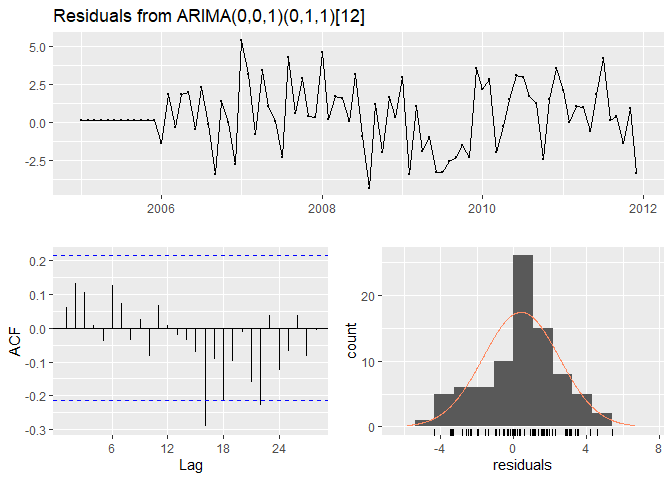 Residuals from ARIMA(0,0,1)(0,1,1)[12]
5.0
2.5
0.0
-2.5
2006 2008 2010 2012
ACF
0.2
0.1
0.0
-0.1
-0.2
-0.3
6 12 18 24
Lag
count
20
10
0
-4 0 4 8
residuals